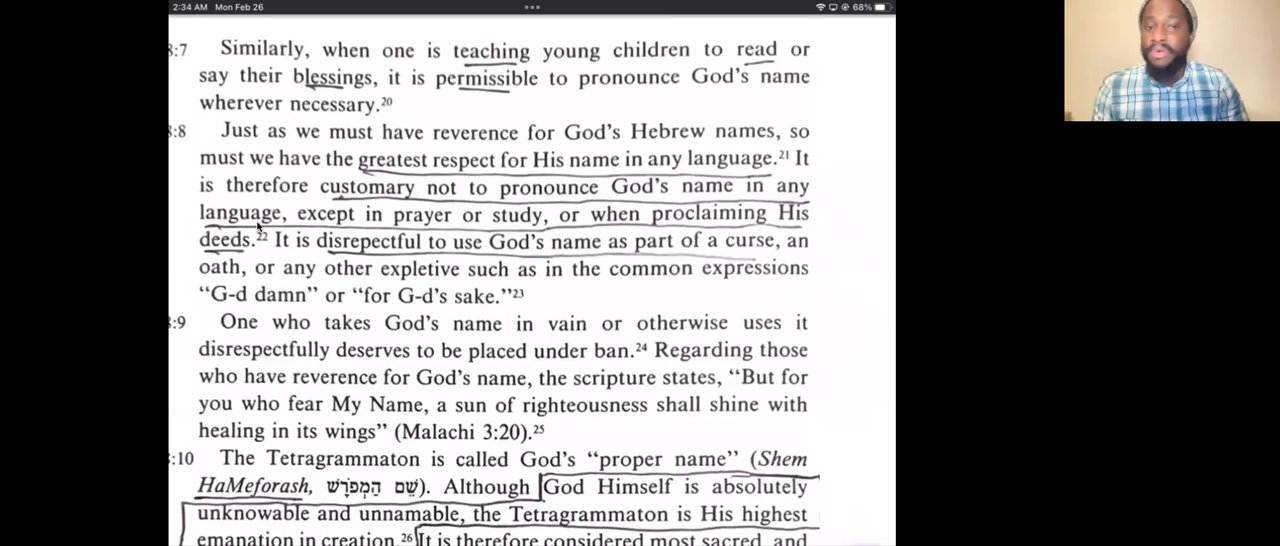 2:34 AM Mon Feb 26
68%
8:7 Similarly, when one is teaching young children to read or
say their blessings, it is permissible to pronounce God's name
wherever necessary.20
8:8 Just as we must have reverence for God's Hebrew names, so
must we have the greatest respect for His name in any language.21 It
is therefore customary not to pronounce God's name in any
language, except in prayer or study, or when proclaiming His
deeds.22 It is disrepectful to use God's name as part of a curse, an
oath, or any other expletive such as in the common expressions
"G-d damn" or "for G-d's sake."23
8:9 One who takes God's name in vain or otherwise uses it
disrespectfully deserves to be placed under ban.24 Regarding those
who have reverence for God's name, the scripture states, "But for
you who fear My Name, a sun of righteousness shall shine with
healing in its wings" (Malachi 3:20).25
:10 The Tetragrammaton is called God's "proper name" (Shem
HaMeforash, שֵׁם הַמְפֹרָשׁ). Although God Himself is absolutely
unknowable and unnamable, the Tetragrammaton is His highest
emanation in creation.26 It is therefore considered most sacred, and